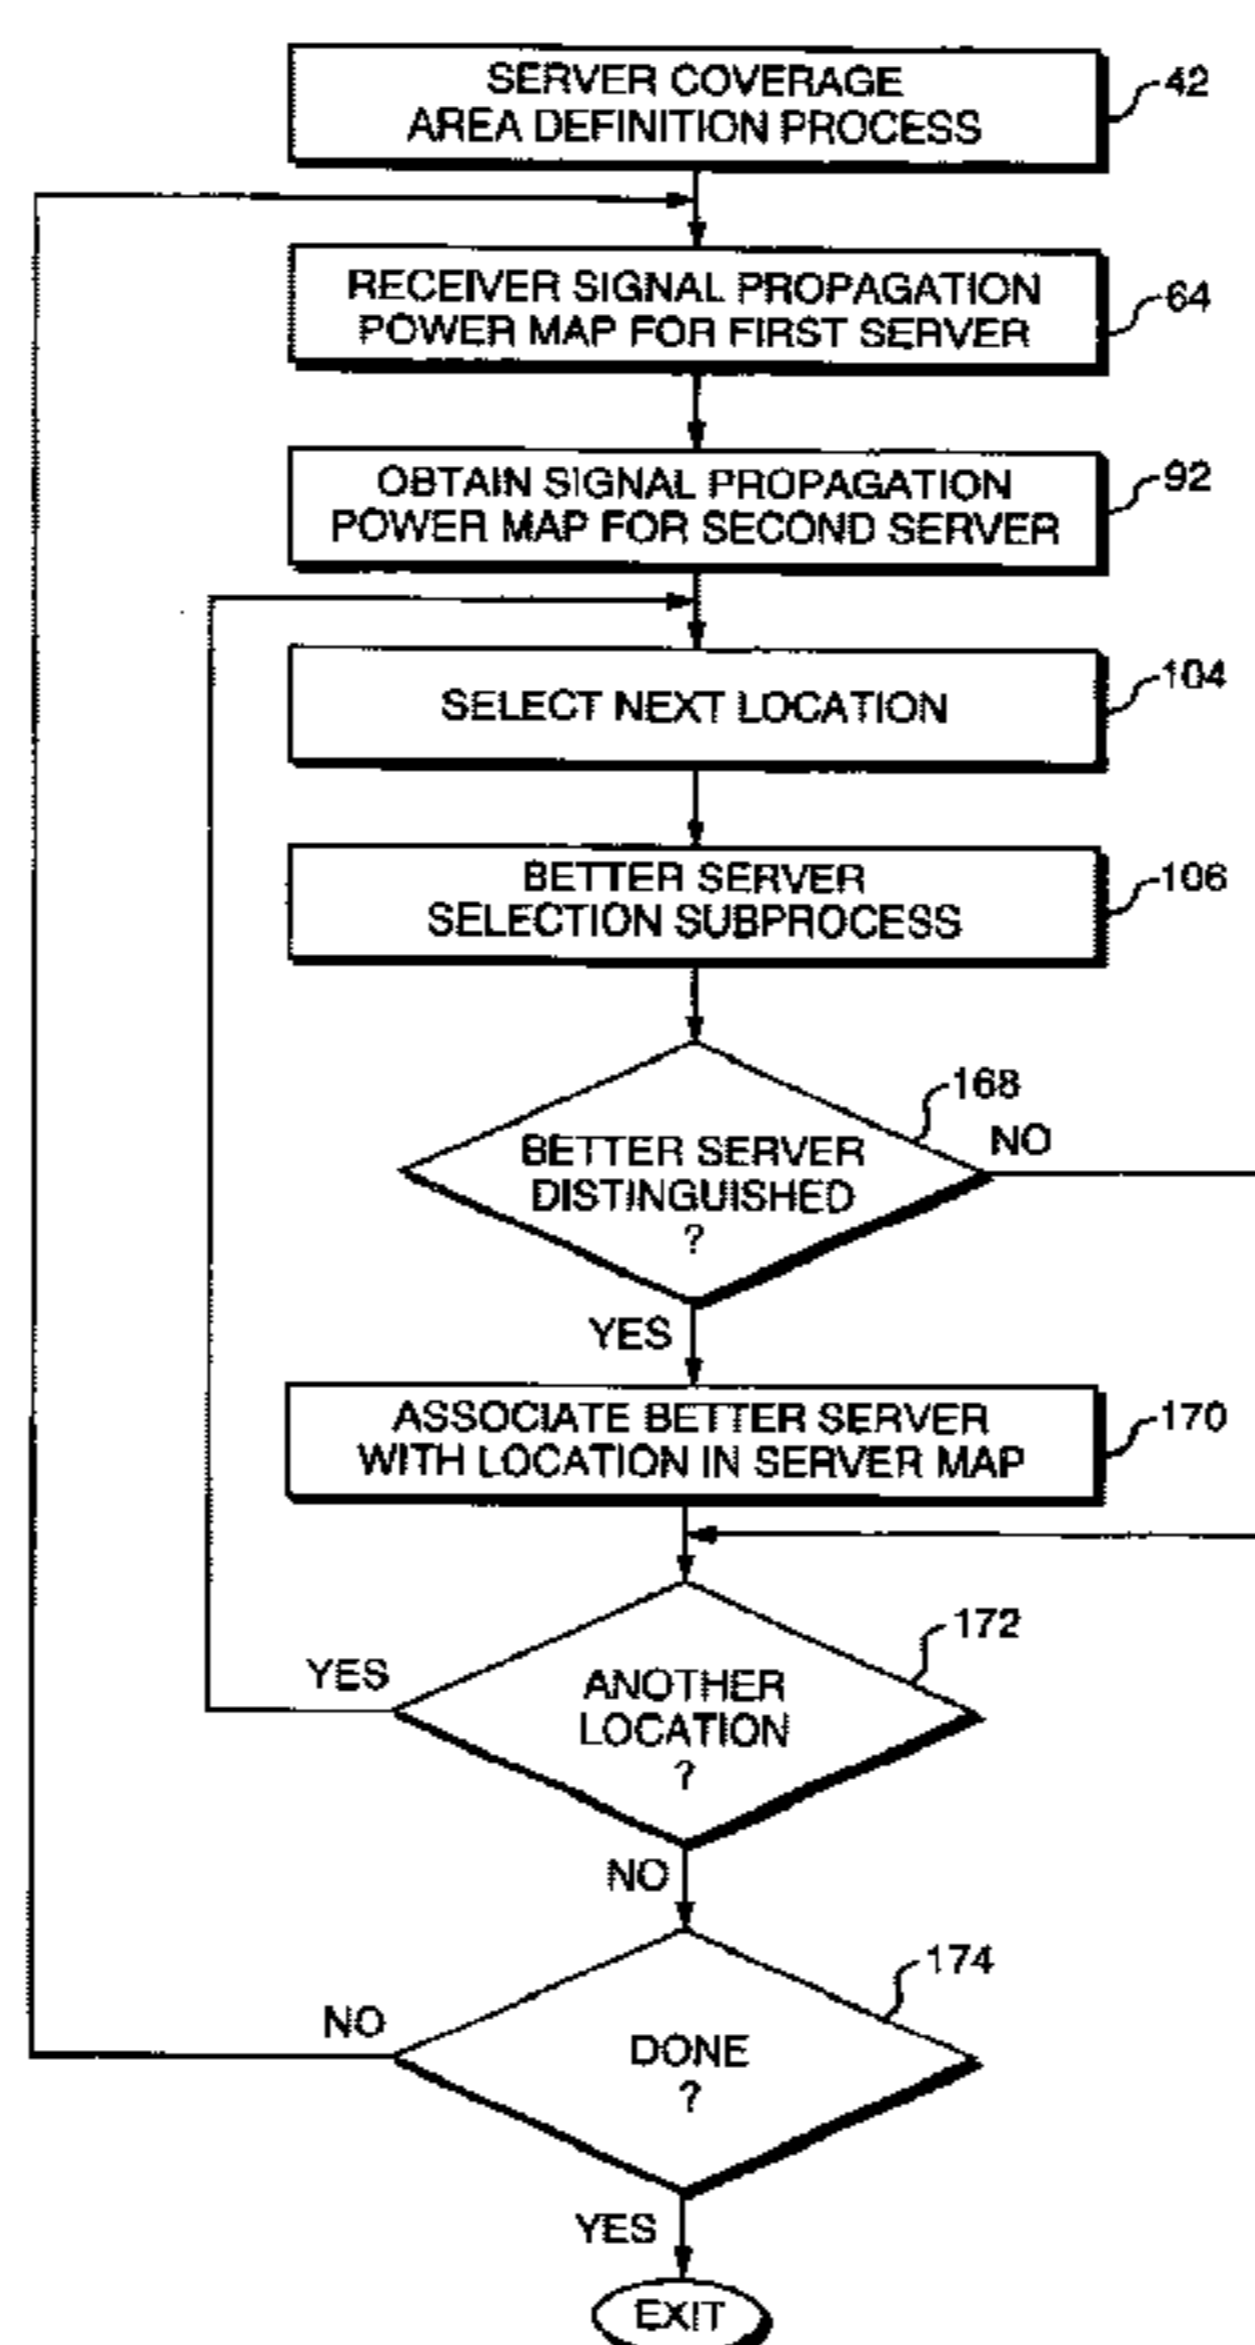 SERVER COVERAGE
AREA DEFINITION PROCESS
42
RECEIVER SIGNAL PROPAGATION
POWER MAP FOR FIRST SERVER
64
OBTAIN SIGNAL PROPAGATION
POWER MAP FOR SECOND SERVER
92
SELECT NEXT LOCATION
104
BETTER SERVER
SELECTION SUBPROCESS
106
168
NO
BETTER SERVER
DISTINGUISHED
?
YES
ASSOCIATE BETTER SERVER
WITH LOCATION IN SERVER MAP
170
172
YES
ANOTHER
LOCATION
?
NO
174
NO
DONE
?
YES
EXIT